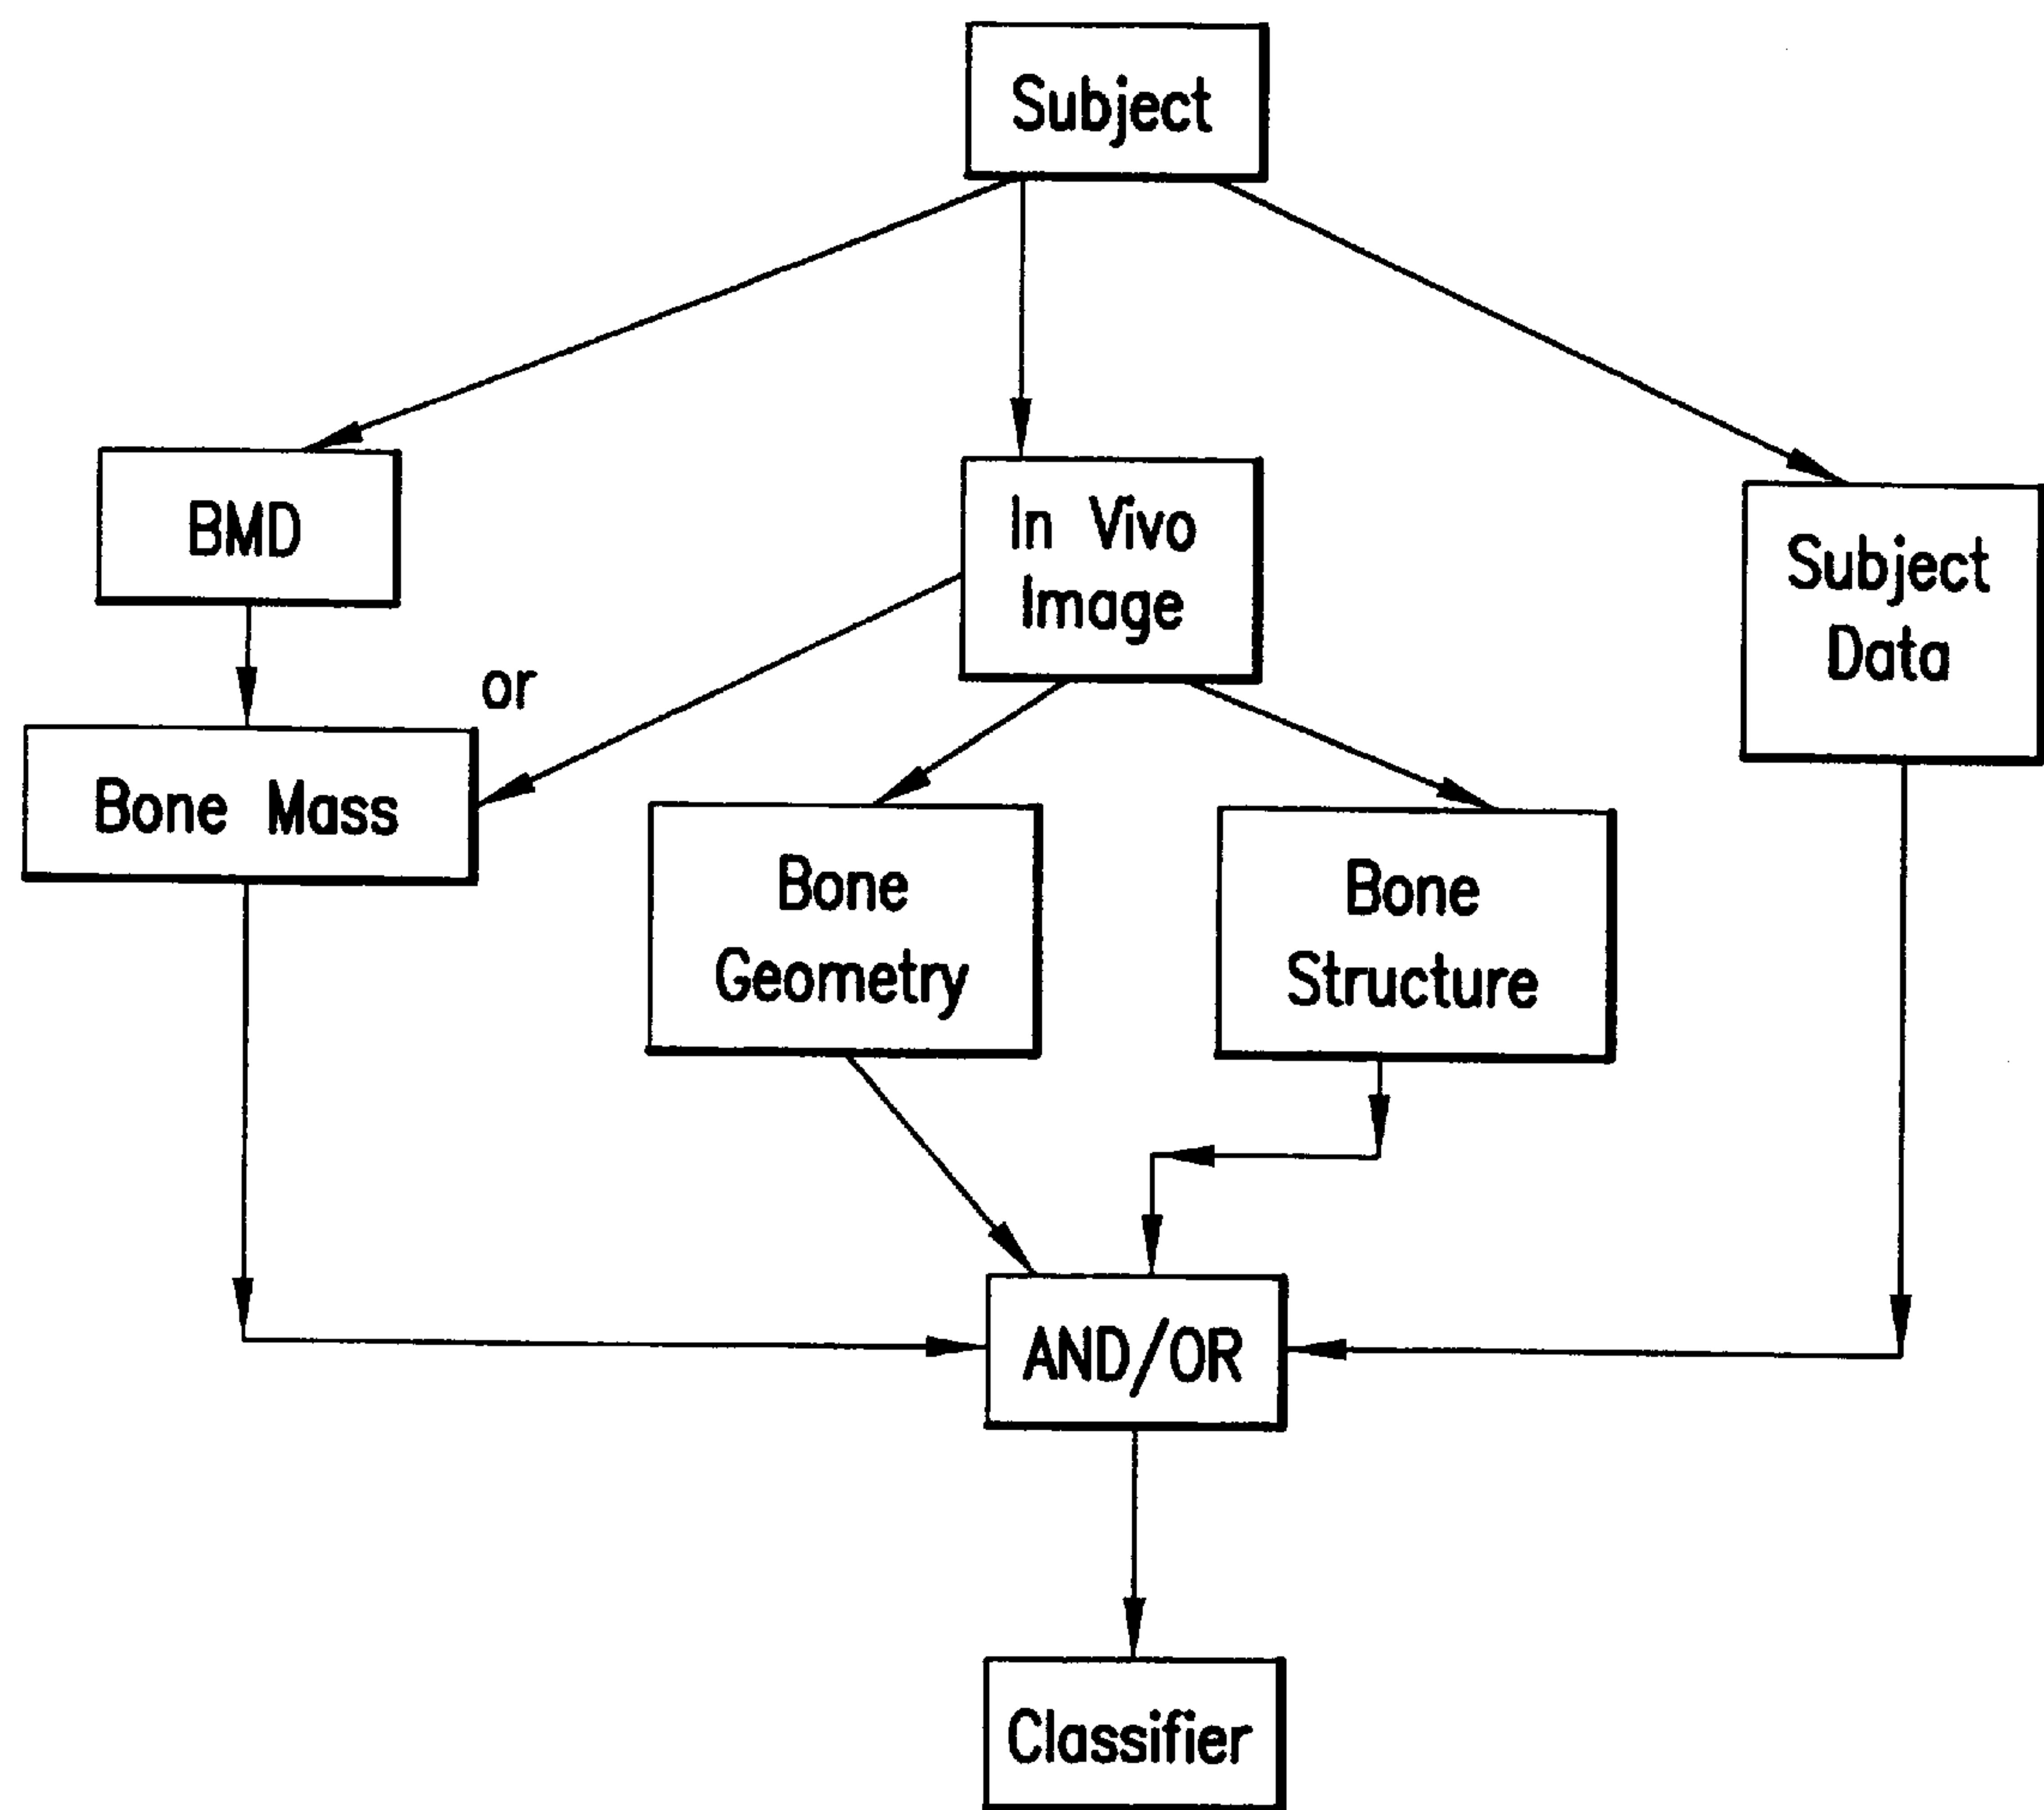 Subject
BMD
In Vivo
Image
Subject
Data
or
Bone Mass
Bone
Geometry
Bone
Structure
AND/OR
Classifier